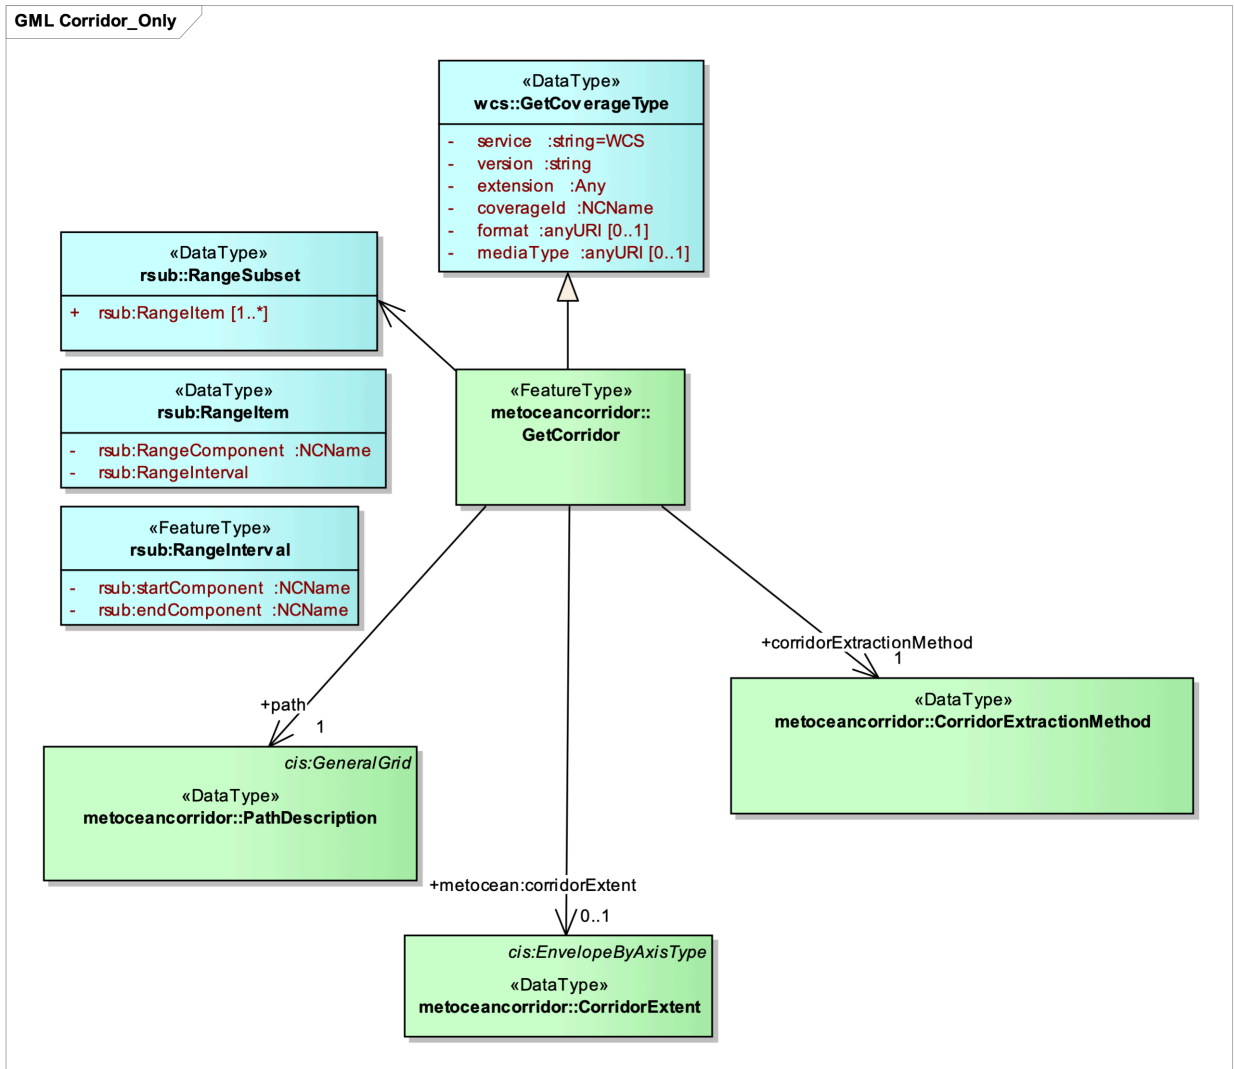 GML Corridor_Only
«DataType»
wcs::GetCoverageType
- service :string=WCS
- version :string
- extension :Any
- coverageId :NCName
- format :anyURI [0..1]
- mediaType :anyURI [0..1]
«DataType»
rsub::RangeSubset
+ rsub:RangeItem [1..*]
«DataType»
rsub:RangeItem
- rsub:RangeComponent :NCName
- rsub:RangeInterval
«FeatureType»
metoceancorridor::
GetCorridor
«FeatureType»
rsub:RangeInterval
- rsub:startComponent :NCName
- rsub:endComponent :NCName
+corridorExtractionMethod
1
«DataType»
metoceancorridor::CorridorExtractionMethod
+path
1
cis:GeneralGrid
«DataType»
metoceancorridor::PathDescription
+metocean:corridorExtent
0..1
cis:EnvelopeByAxisType
«DataType»
metoceancorridor::CorridorExtent